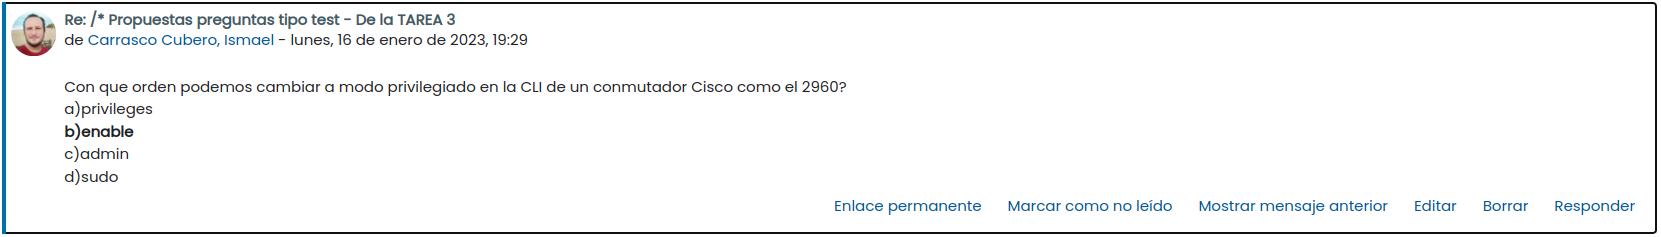 Re: /* Propuestas preguntas tipo test - De la TAREA 3
de Carrasco Cubero, Ismael - lunes, 16 de enero de 2023, 19:29
Con que orden podemos cambiar a modo privilegiado en la CLI de un conmutador Cisco como el 2960?
a)privileges
b)enable
c)admin
d)sudo
Enlace permanente Marcar como no leído Mostrar mensaje anterior Editar Borrar Responder